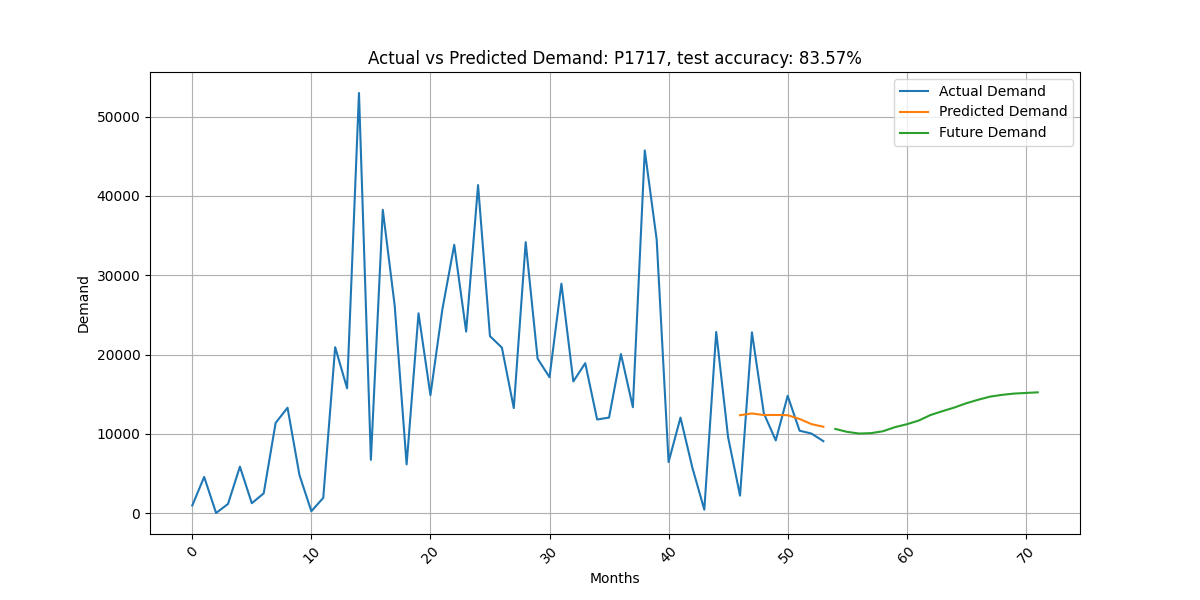 Actual vs Predicted Demand: P1717, test accuracy: 83.57%
Actual Demand
Predicted Demand
Future Demand
Demand
50000
40000
30000
20000
10000
0
0 10 20 30 40 50 60 70
Months